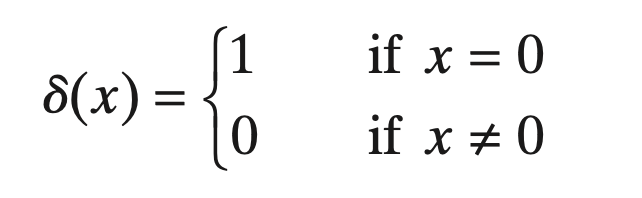 δ(x) = { 1 if x = 0
0 if x ≠ 0